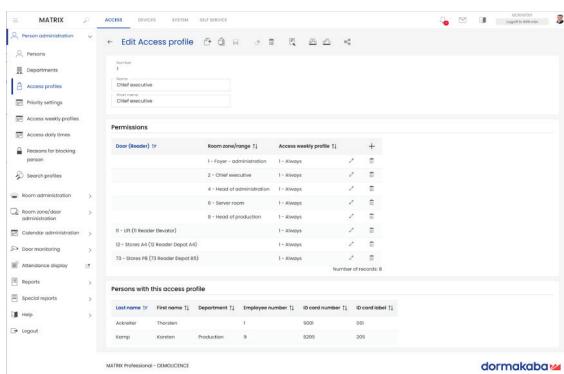 MATRIX
ACCESS DEVICES SYSTEM SELF SERVICE
Person administration
Persons
Departments
Access profiles
Priority settings
Access weekly profiles
Access daily times
Reasons for blocking
person
Search profiles
Room administration
Room zone/door
administration
Calendar administration
Door monitoring
Attendance display
Reports
Special reports
Help
Logout
Edit Access profile
Number
1
Name
Chief executive
Short name
Chief executive
Permissions
Door (Reader) Room zone/range Access weekly profile
1 - Foyer - administration 1 - Always
2 - Chief executive 1 - Always
4 - Head of administration 1 - Always
6 - Server room 1 - Always
8 - Head of production 1 - Always
11 - Lift (11 Reader Elevator) 1 - Always
12 - Stores A4 (12 Reader Depot A4) 1 - Always
73 - Stores P8 (73 Reader Depot 85) 1 - Always
Number of records: 8
Persons with this access profile
Last name First name Department Employee number ID card number ID card label
Ackreiter Thorsten 1 5001 001
Kamp Karsten Production 9 5205 205
MATRIX Professional - DEMOLICENCE
dormakaba